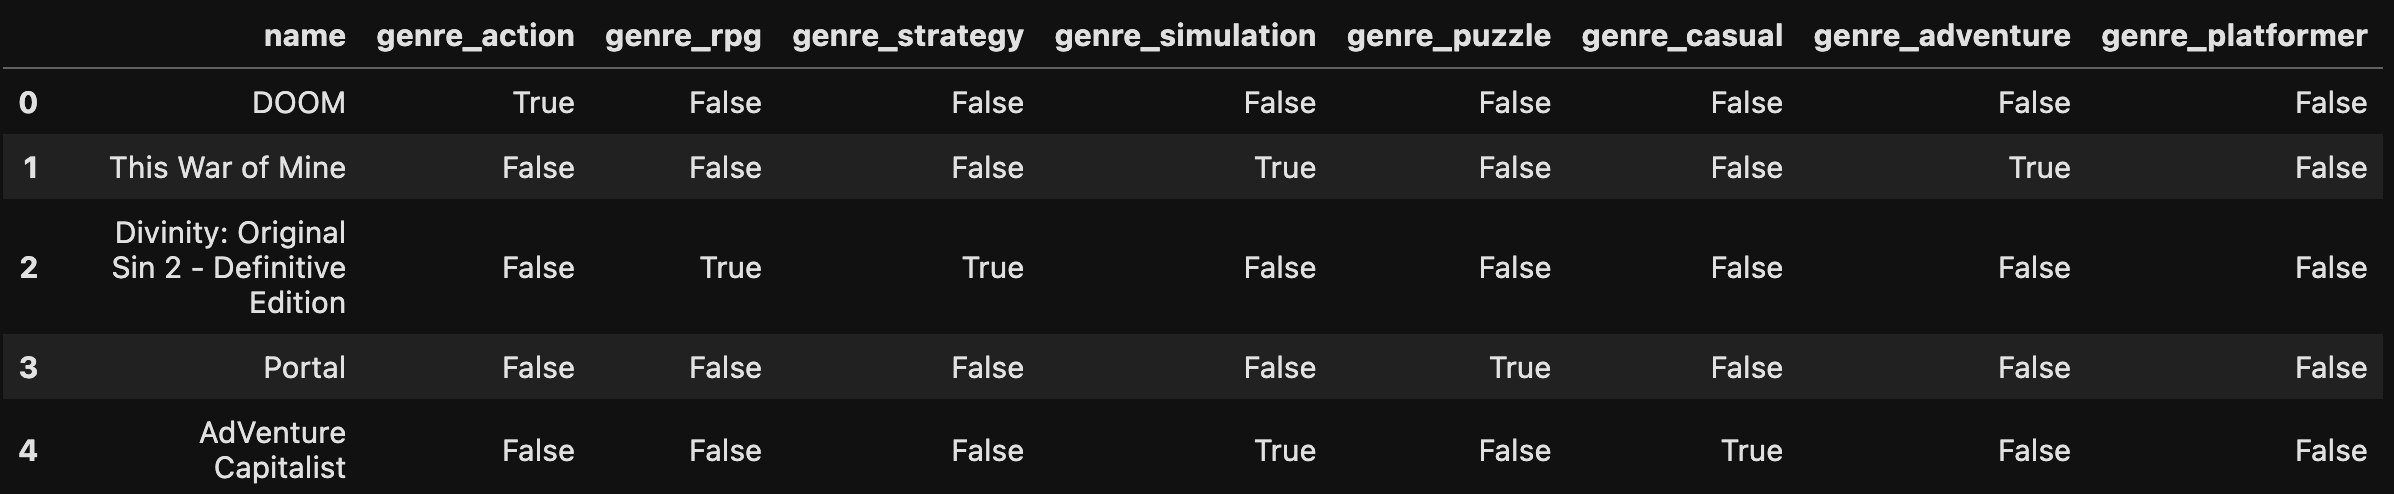 name genre_action genre_rpg genre_strategy genre_simulation genre_puzzle genre_casual genre_adventure genre_platformer
0 DOOM True False False False False False False False
1 This War of Mine False False False True False False True False
Divinity: Original
2 Sin 2 - Definitive False True True False False False False False
Edition
3 Portal False False False False True False False False
AdVenture
4 False False False True False True False False
Capitalist